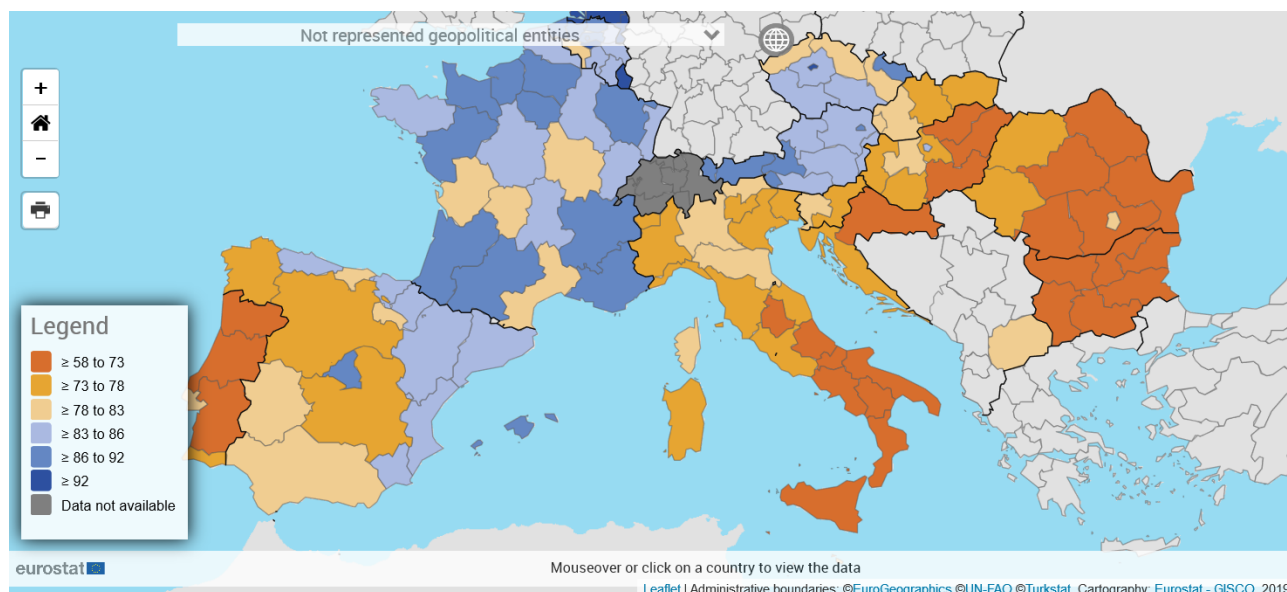 Not represented geopolitical entities
+
−
Legend
≥ 58 to 73
≥ 73 to 78
≥ 78 to 83
≥ 83 to 86
≥ 86 to 92
≥ 92
Data not available
eurostat
Mouseover or click on a country to view the data
Leaflet | Administrative boundaries: ©EuroGeographics ©UN-FAO ©Turkstat, Cartography: Eurostat - GISCO, 2019